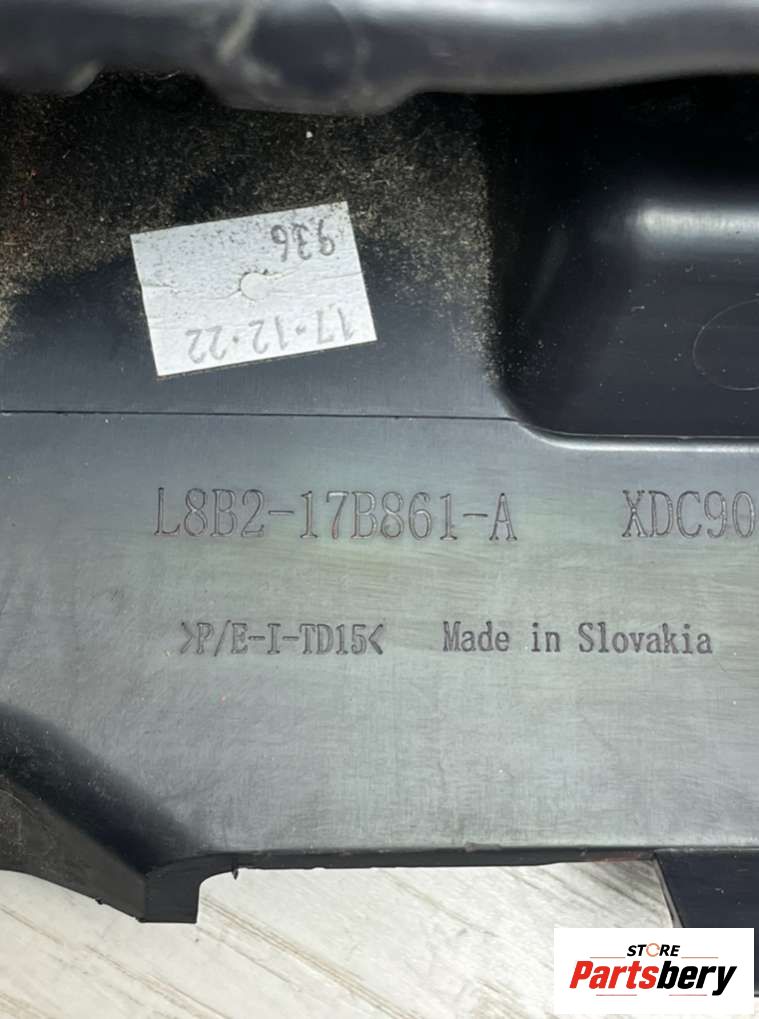 936
17·12·22
L8B2-17B861-A XDC90
>P/E-I-TD15< Made in Slovakia
STORE
Partsbery